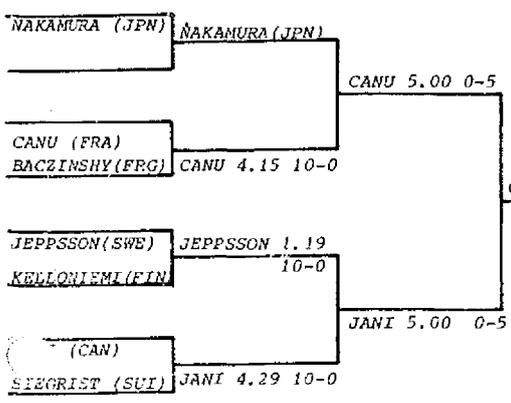 NAKAMURA (JPN)
NAKAMURA(JPN)
CANU 5.00 0-5
CANU (FRA)
BACZINSHY(FRG)
CANU 4.15 10-0
JEPPSSON(SWE)
JEPPSSON 1.19
10-0
KELLONIEMI(FIN
JANI 5.00 0-5
(CAN)
SIEGRIST (SUI)
JANI 4.29 10-0